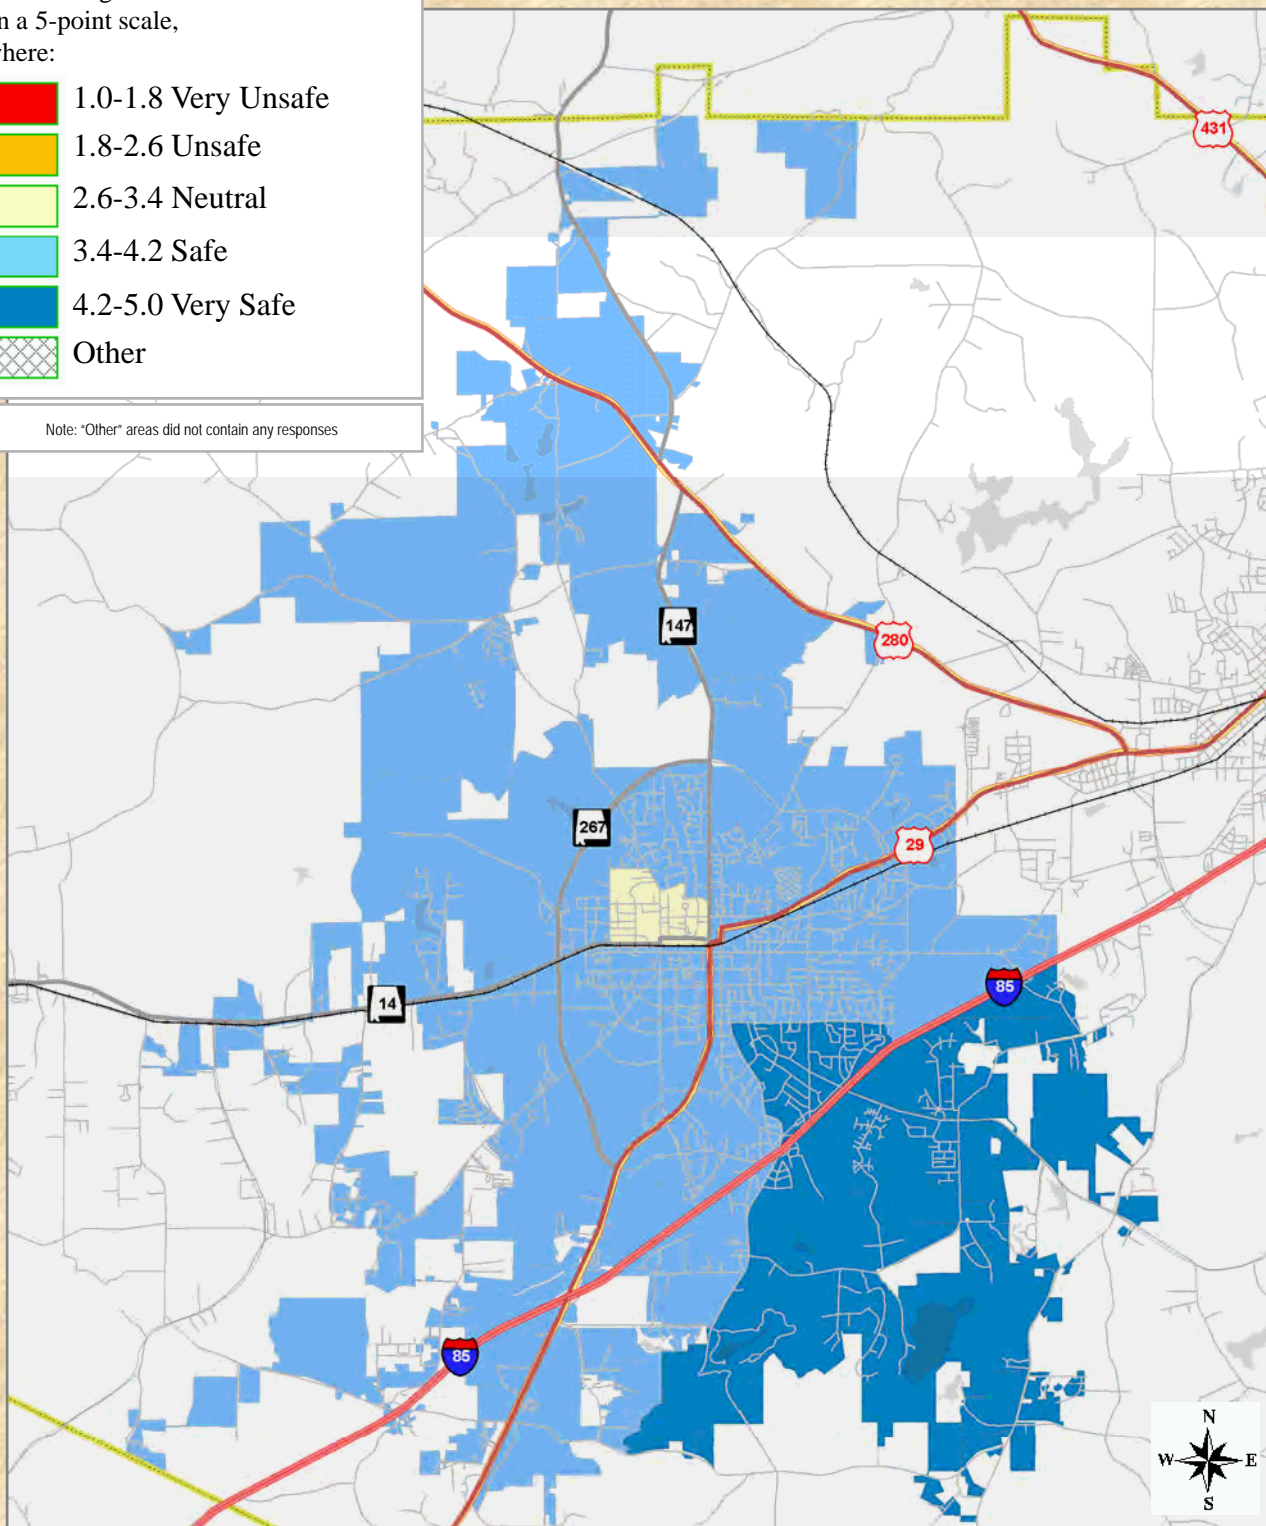 n a 5-point scale,
where:
1.0-1.8 Very Unsafe
1.8-2.6 Unsafe
2.6-3.4 Neutral
3.4-4.2 Safe
4.2-5.0 Very Safe
Other
Note: "Other" areas did not contain any responses
431
147
280
267
29
85
14
85
N
W E
S